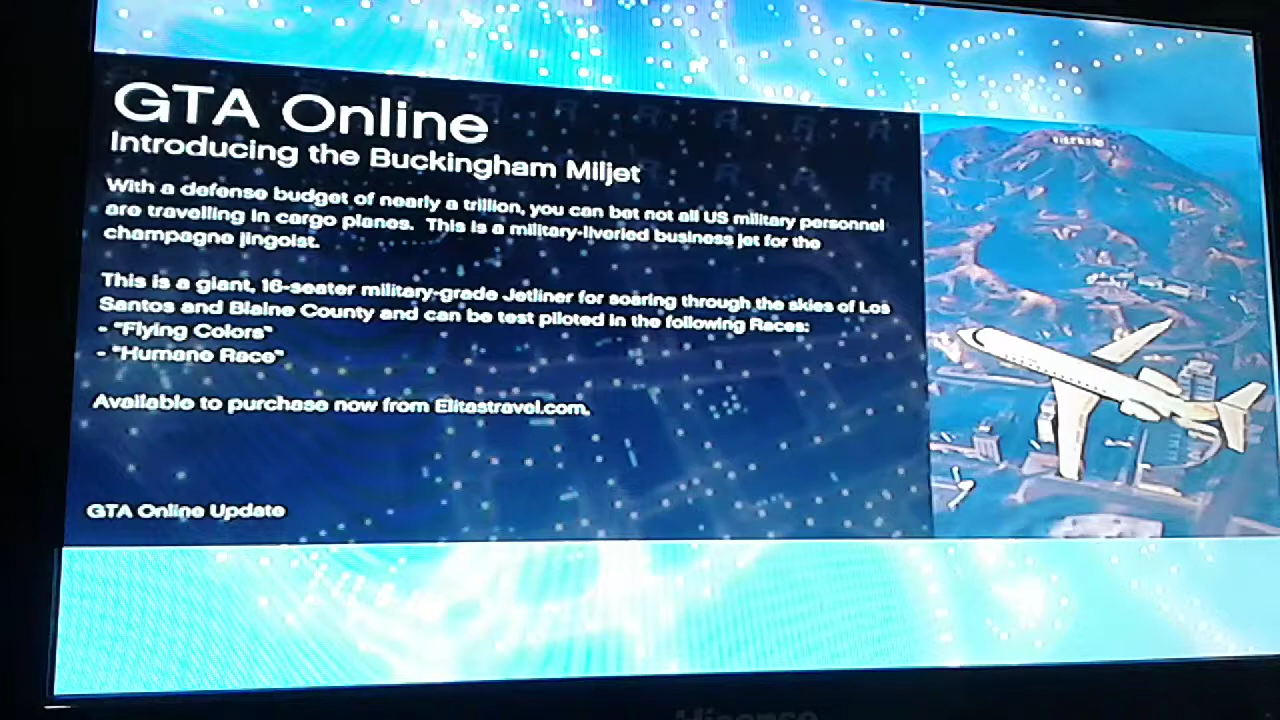 GTA Online
Introducing the Buckingham Miljet
With a defense budget of nearly a trillion, you can bet not all US military personnel
are travelling in cargo planes. This is a military-liveried business jet for the
champagne jingoist.
This is a giant, 16-seater military-grade Jetliner for soaring through the skies of Los
Santos and Blaine County and can be test piloted in the following Races:
- "Flying Colors"
- "Humane Race"
Available to purchase now from Elitastravel.com.
GTA Online Update
Hisense